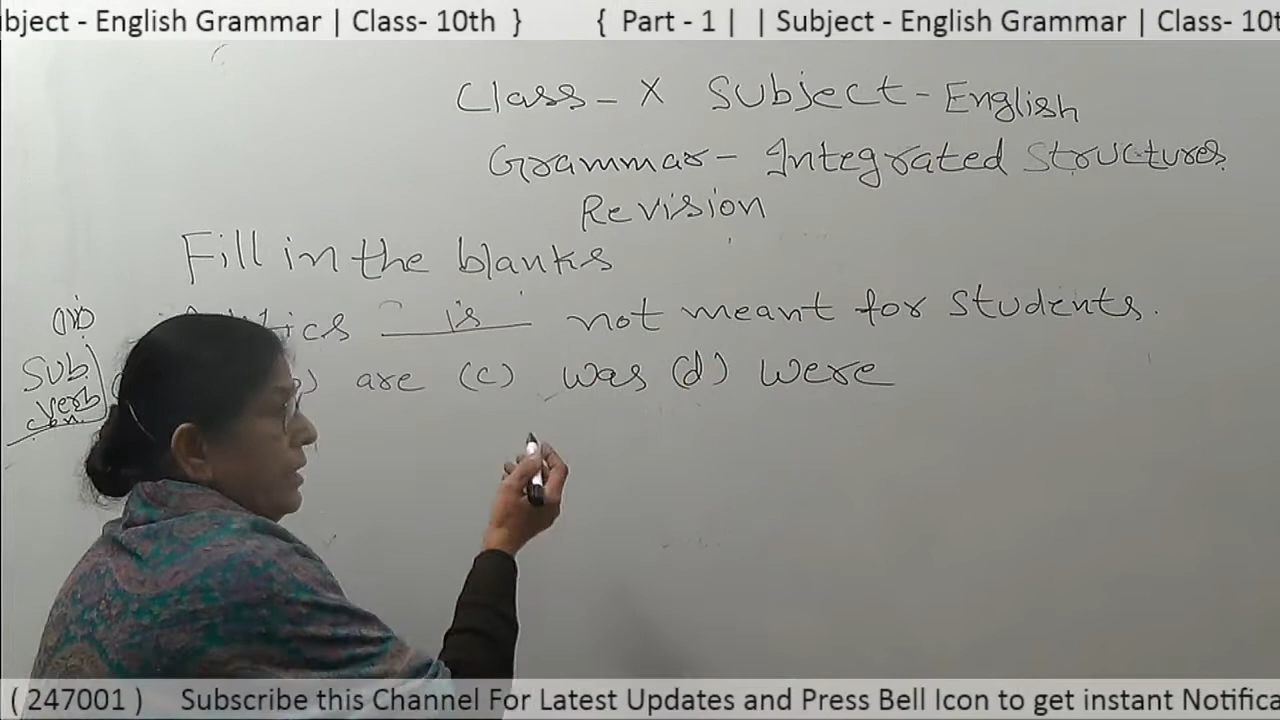 bject - English Grammar | Class- 10th } { Part - 1 | | Subject - English Grammar | Class- 10t
Class - X Subject - English
Grammar - Integrated Structures
Revision
Fill in the blanks
tics is not meant for students.
Sub
) are (c) was (d) were
verb
con.
( 247001 ) Subscribe this Channel For Latest Updates and Press Bell Icon to get instant Notifica